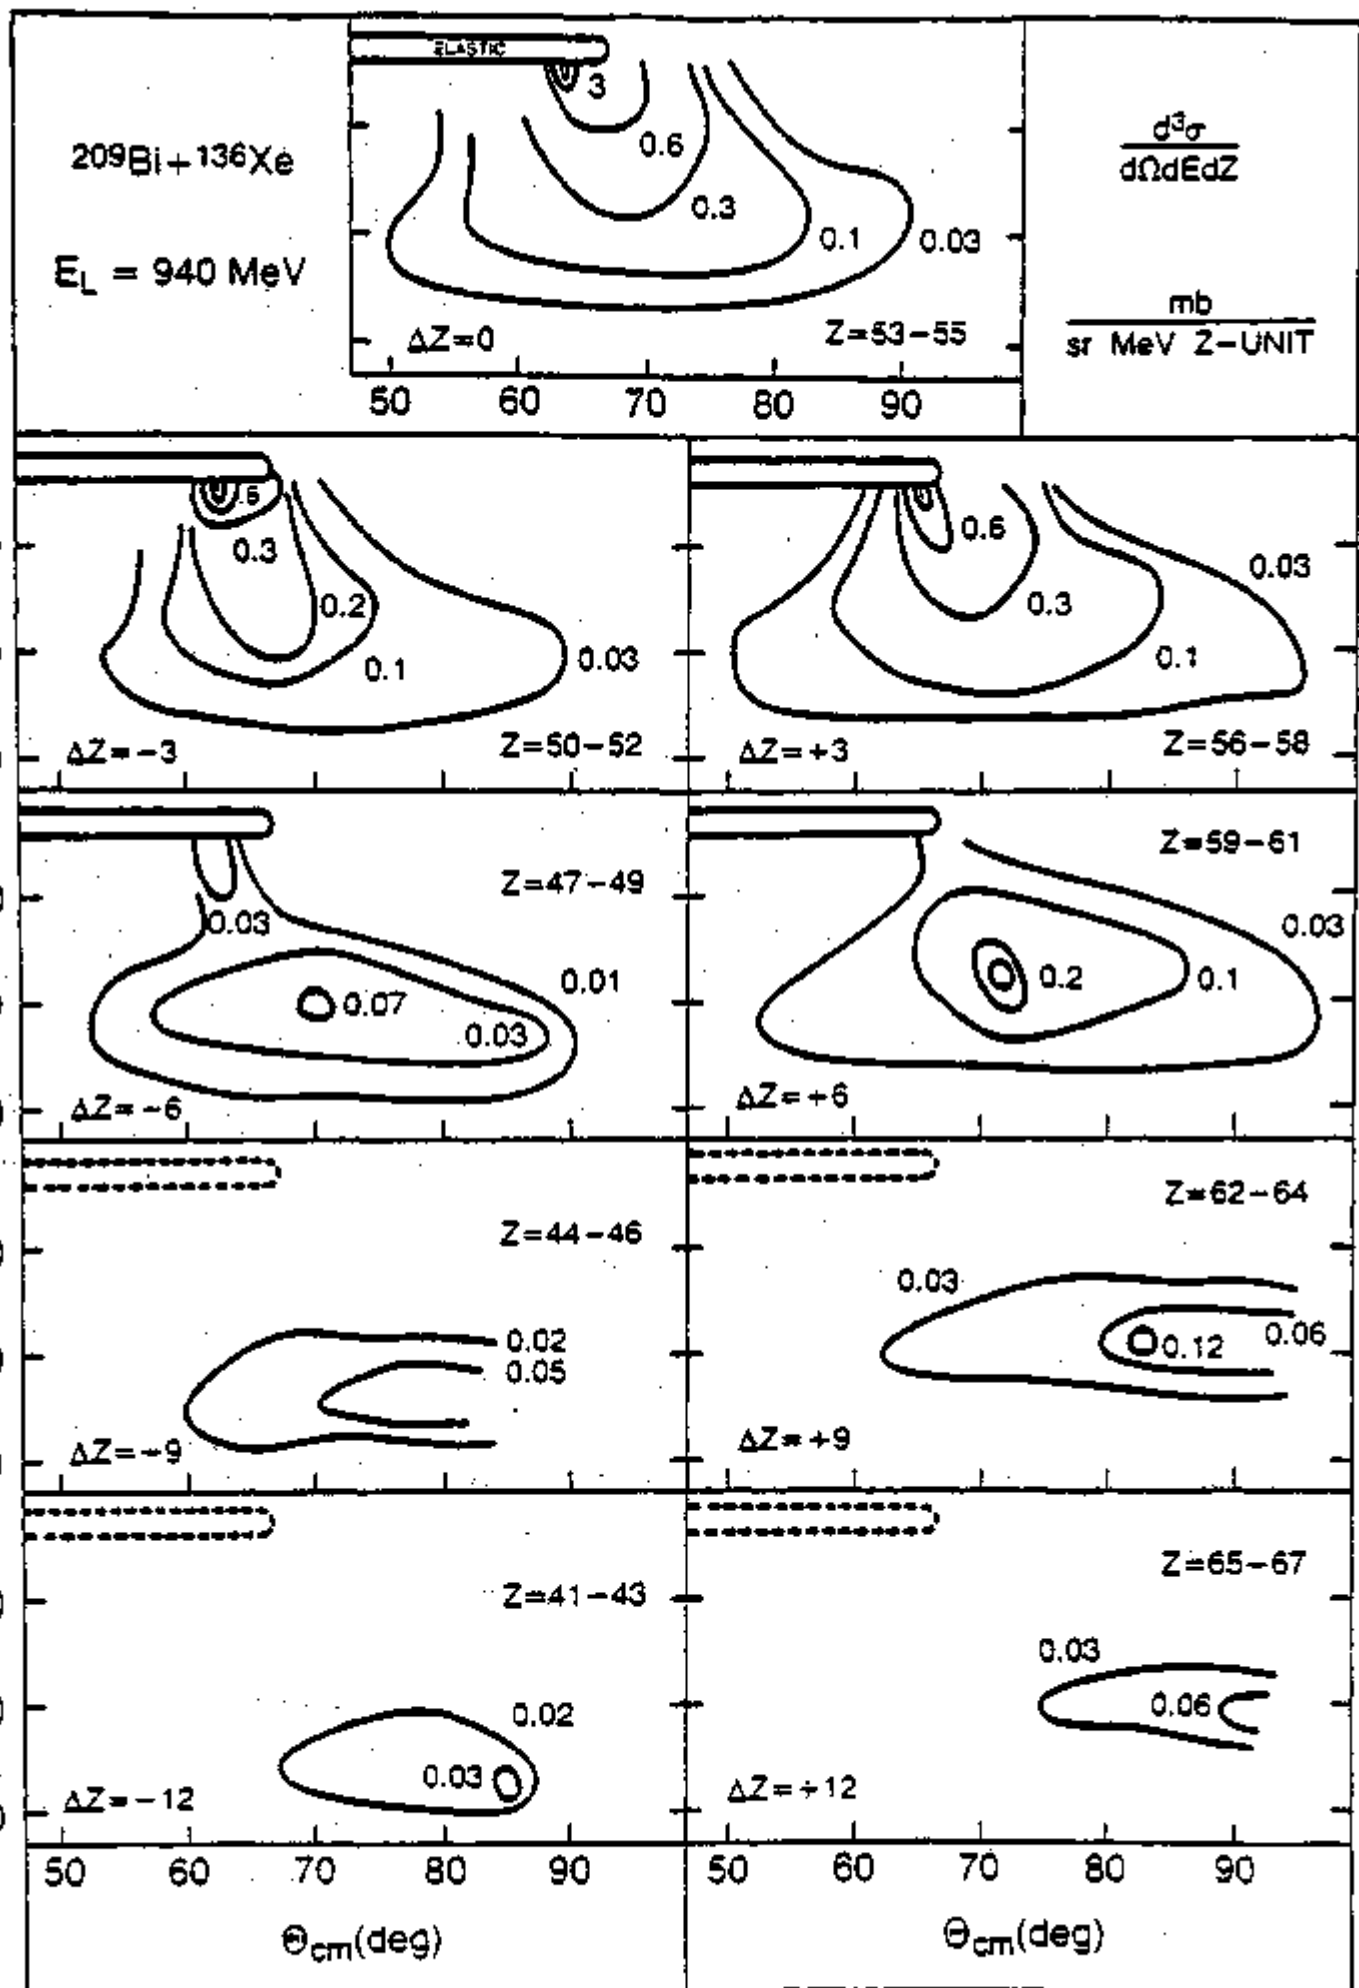 ELASTIC
3
0.6
0.3
0.1
0.03
²⁰⁹Bi+¹³⁶Xe
E_L = 940 MeV
ΔZ=0
Z=53-55
50 60 70 80 90
d³σ
dΩdEdZ
mb
sr MeV Z-UNIT
.6
0.3
0.2
0.1
0.03
ΔZ=-3
Z=50-52
0.6
0.3
0.1
0.03
ΔZ=+3
Z=56-58
Z=47-49
0.03
0.01
0.07
0.03
ΔZ=-6
Z=59-61
0.03
0.2
0.1
ΔZ=+6
Z=44-46
0.02
0.05
ΔZ=-9
Z=62-64
0.03
0.06
0.12
ΔZ=+9
Z=41-43
0.02
0.03
ΔZ=-12
Z=65-67
0.03
0.06
ΔZ=+12
50 60 70 80 90
50 60 70 80 90
Θcm(deg)
Θcm(deg)